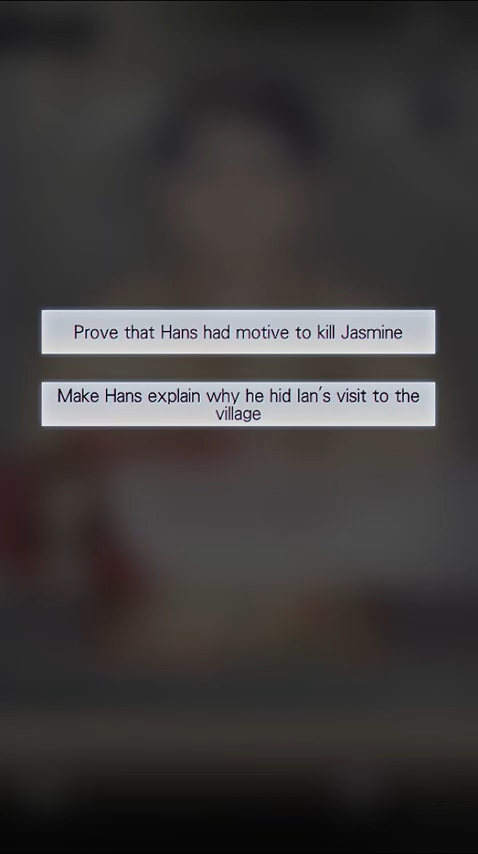 Prove that Hans had motive to kill Jasmine
Make Hans explain why he hid Ian's visit to the
village